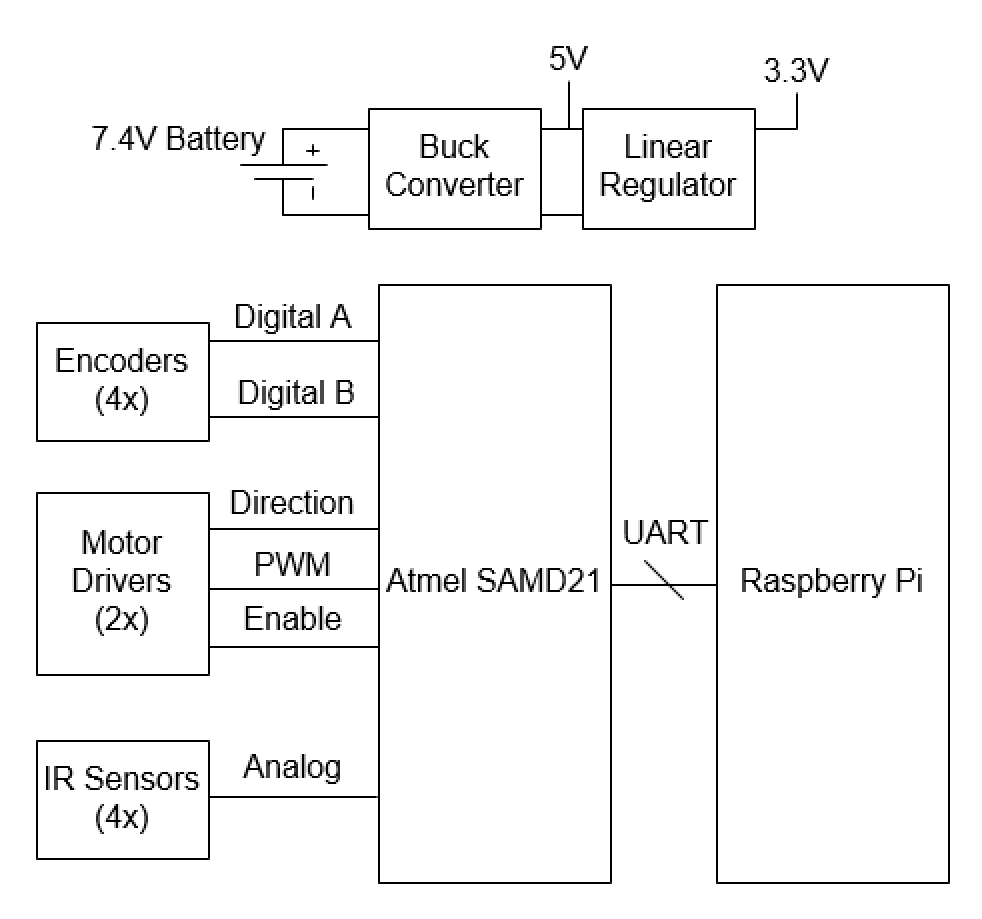 5V
3.3V
7.4V Battery
+
Buck
Converter
Linear
Regulator
Digital A
Encoders
(4x)
Digital B
Direction
Motor
Drivers
(2x)
PWM
Enable
UART
Atmel SAMD21
Raspberry Pi
IR Sensors
(4x)
Analog